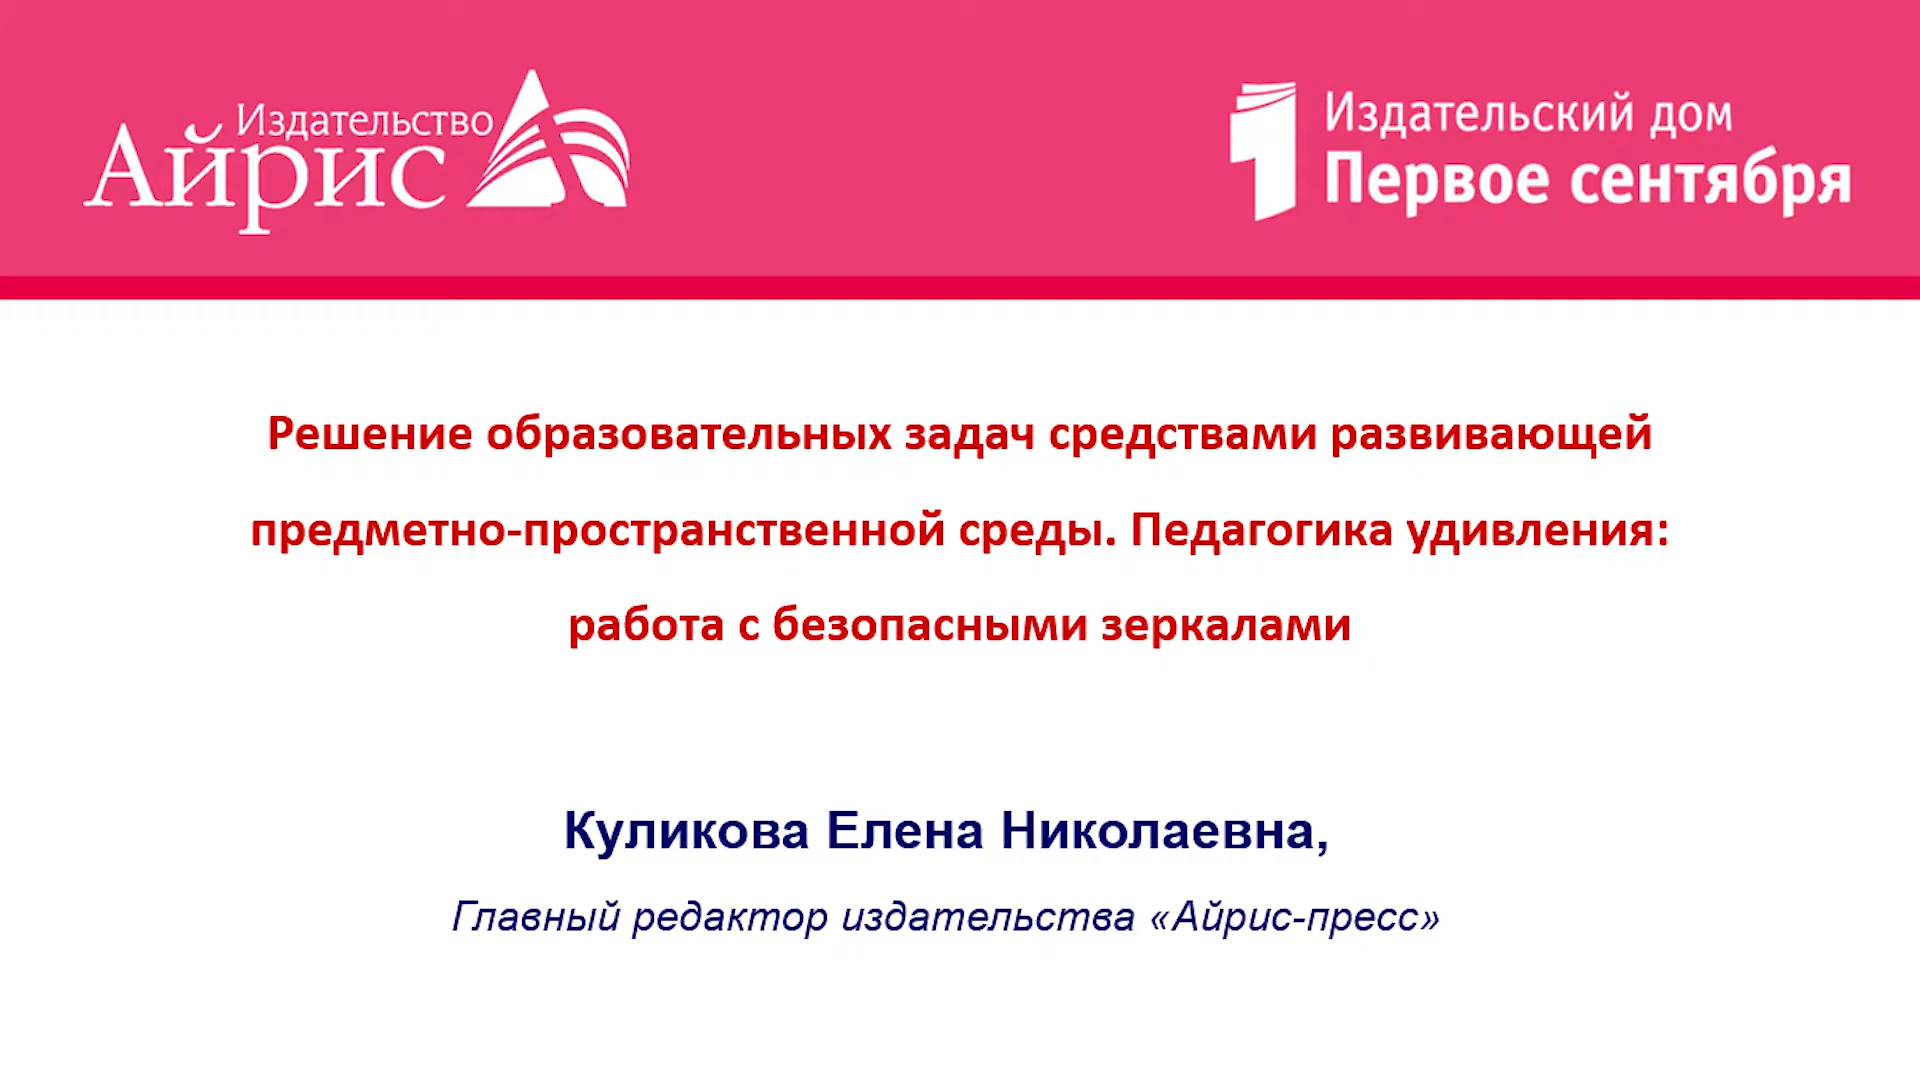 Издательство
Айрис
Издательский дом
Первое сентября
Решение образовательных задач средствами развивающей
предметно-пространственной среды. Педагогика удивления:
работа с безопасными зеркалами
Куликова Елена Николаевна,
Главный редактор издательства «Айрис-пресс»